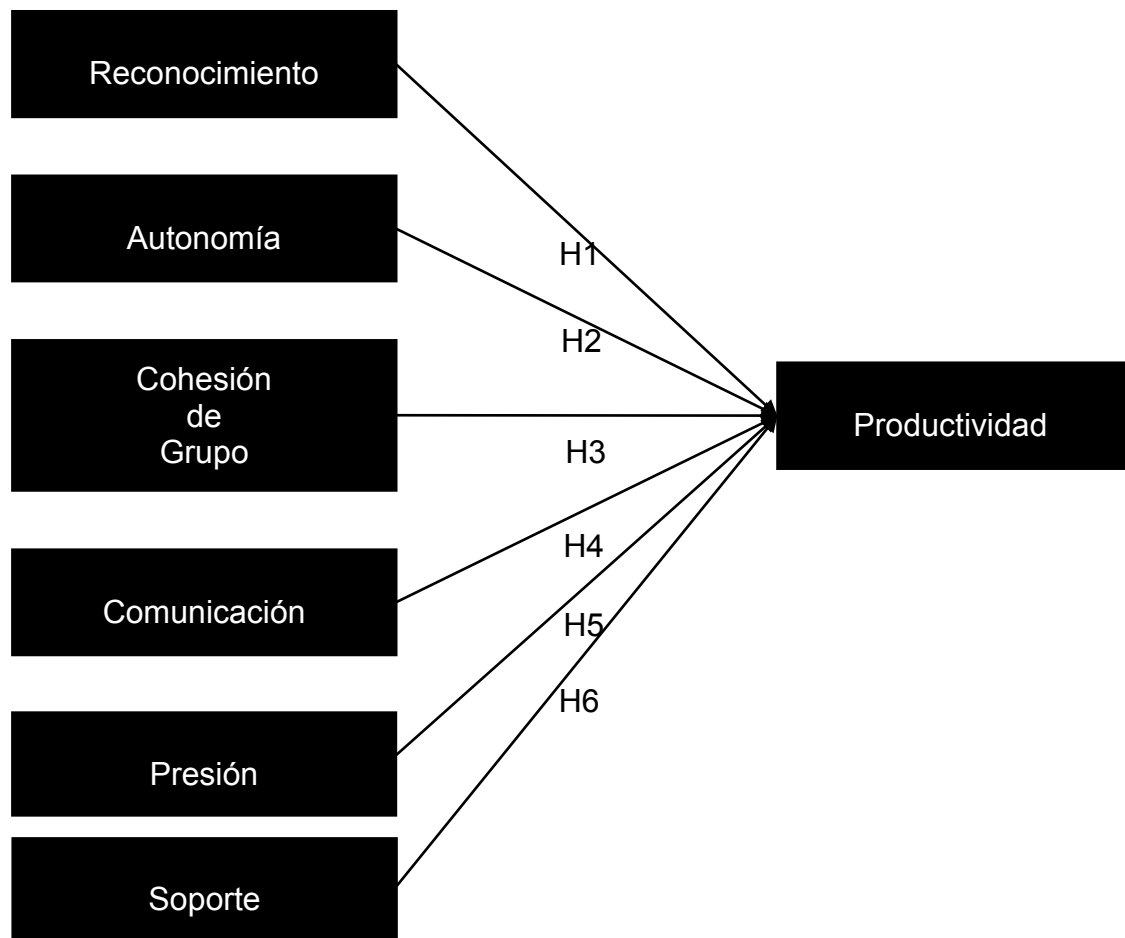 Reconocimiento
Autonomía
Cohesión
de
Grupo
Comunicación
Presión
Soporte
H1
H2
H3
H4
H5
H6
Productividad